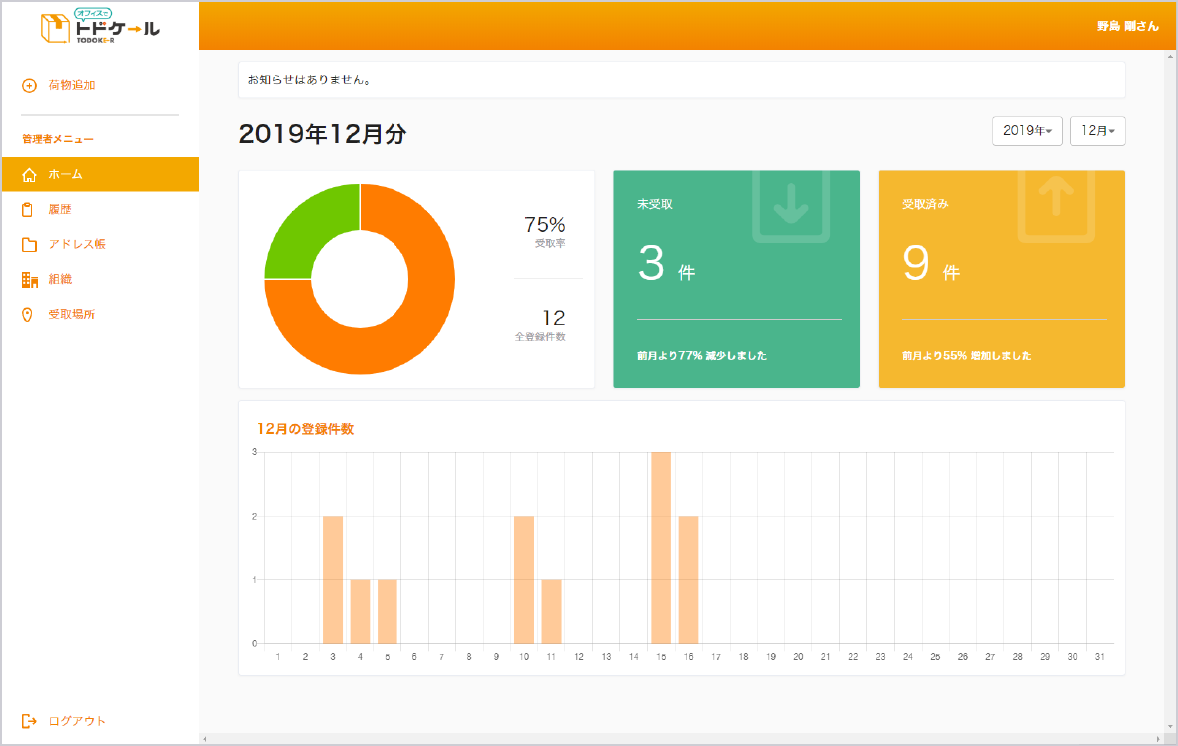 オフィスで
トドケール
TODOKE-R
野島 剛さん
荷物追加
管理者メニュー
ホーム
履歴
アドレス帳
組織
受取場所
ログアウト
お知らせはありません。
2019年12月分
2019年
12月
75%
受取率
12
全登録件数
未受取
3 件
前月より77% 減少しました
受取済み
9 件
前月より55% 増加しました
12月の登録件数
3
2
1
0
1 2 3 4 5 6 7 8 9 10 11 12 13 14 15 16 17 18 19 20 21 22 23 24 25 26 27 28 29 30 31